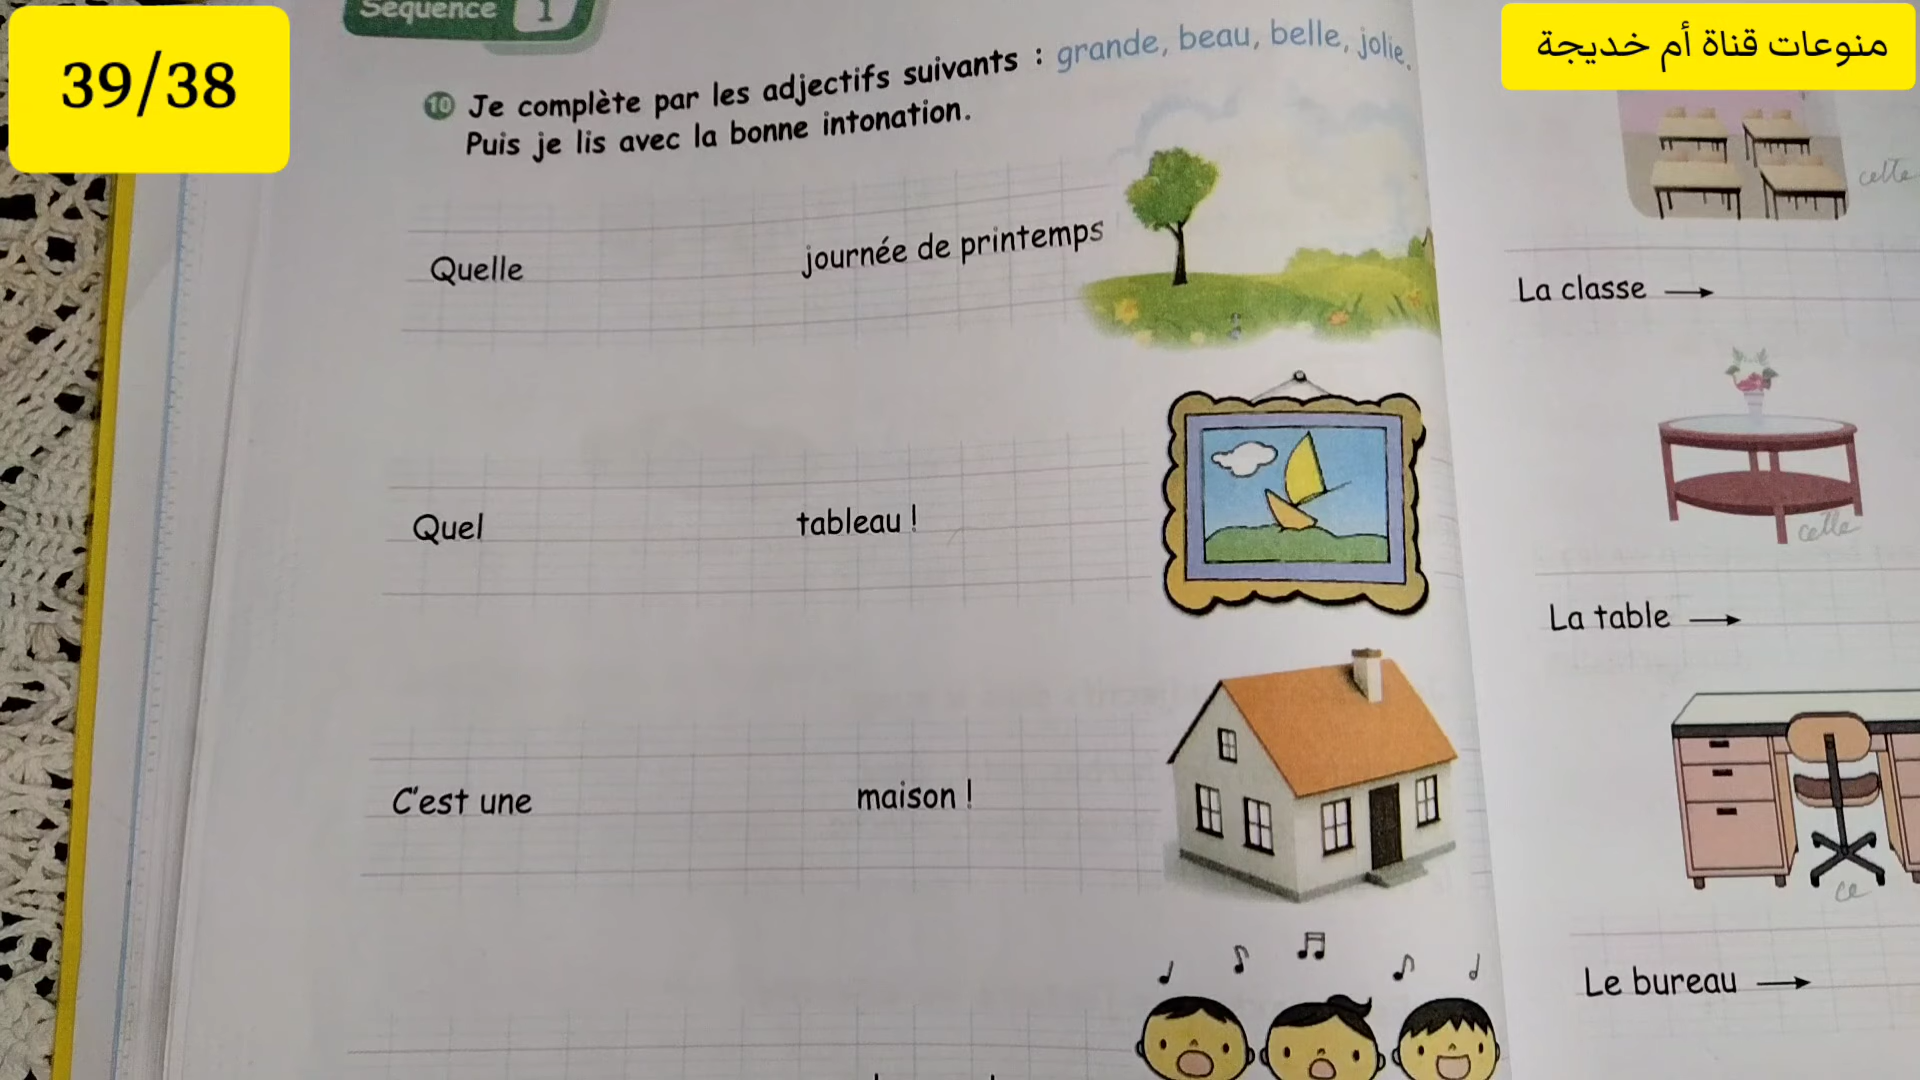 39/38
منوعات قناة أم خديجة
Séquence 1
10 Je complète par les adjectifs suivants : grande, beau, belle, jolie.
Puis je lis avec la bonne intonation.
Quelle journée de printemps
Quel tableau !
C'est une maison !
cette
La classe →
cette
La table →
ce
Le bureau →